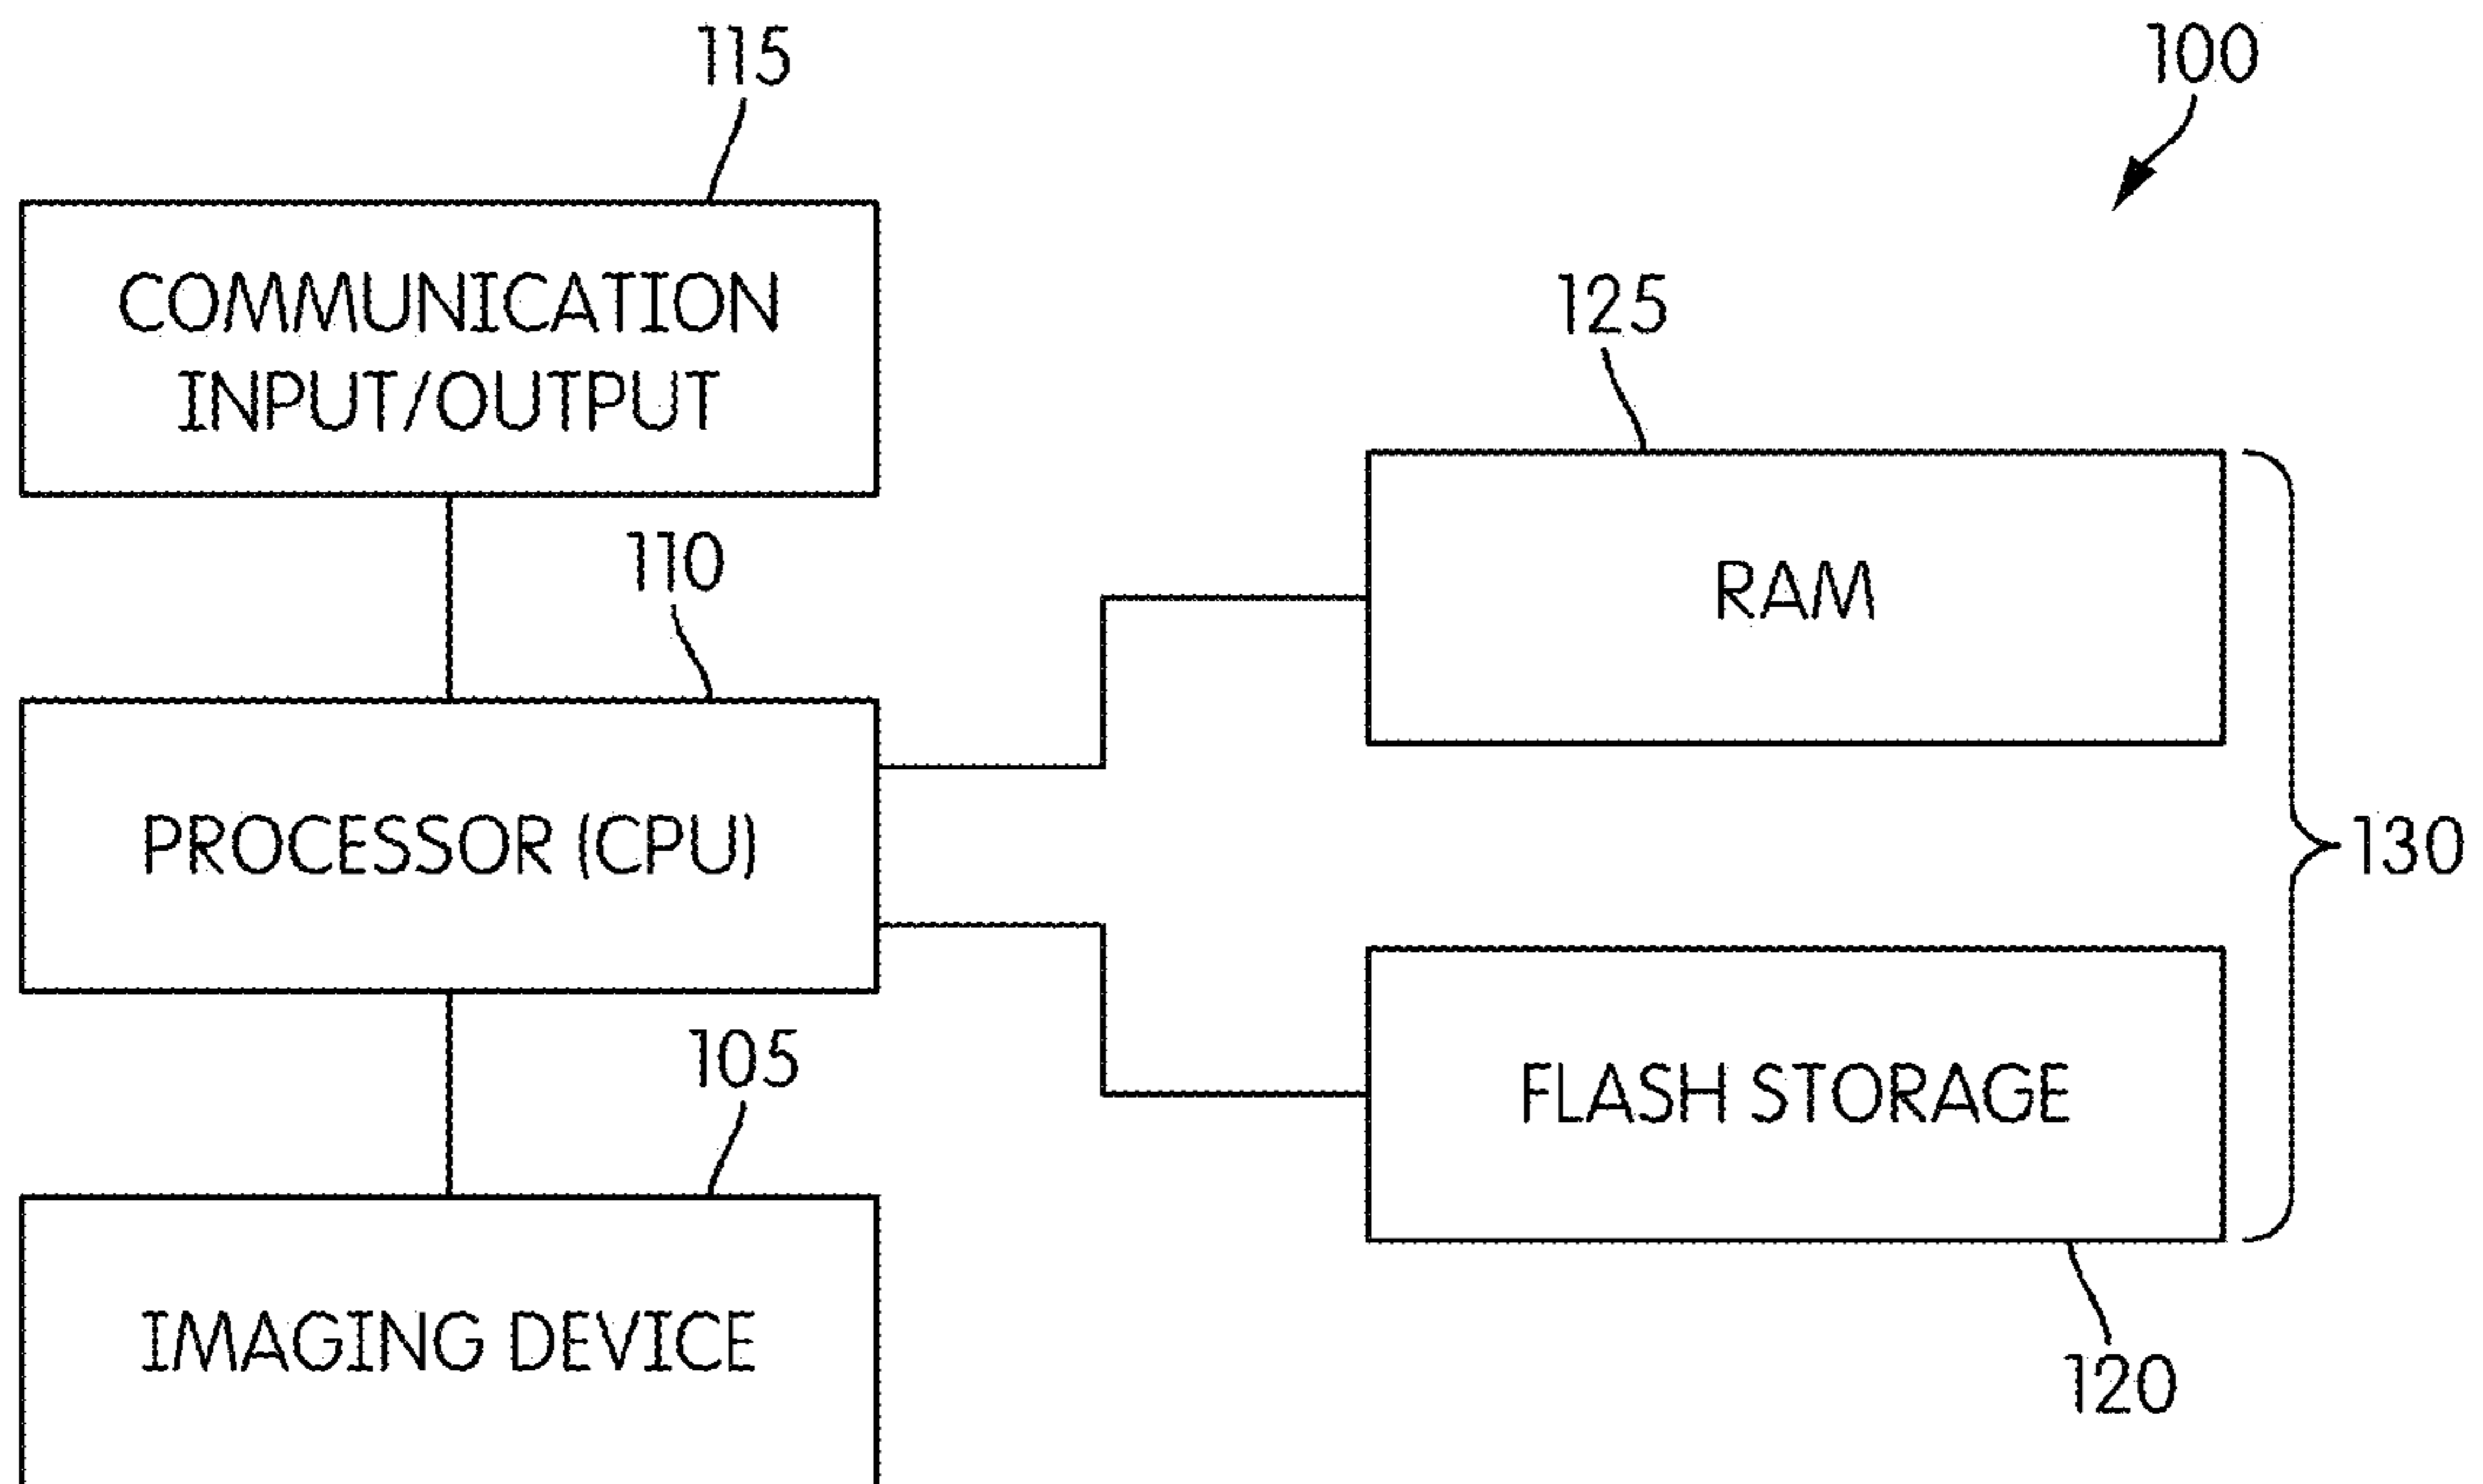 115
100
COMMUNICATION
INPUT/OUTPUT
125
110
RAM
PROCESSOR (CPU)
130
105
FLASH STORAGE
IMAGING DEVICE
120